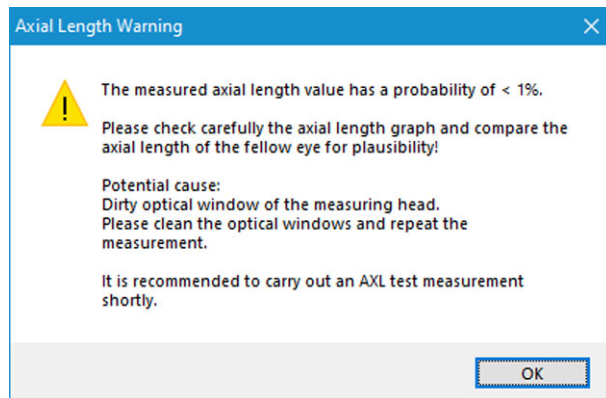 Axial Length Warning
The measured axial length value has a probability of < 1%.
Please check carefully the axial length graph and compare the
axial length of the fellow eye for plausibility!
Potential cause:
Dirty optical window of the measuring head.
Please clean the optical windows and repeat the
measurement.
It is recommended to carry out an AXL test measurement
shortly.
OK